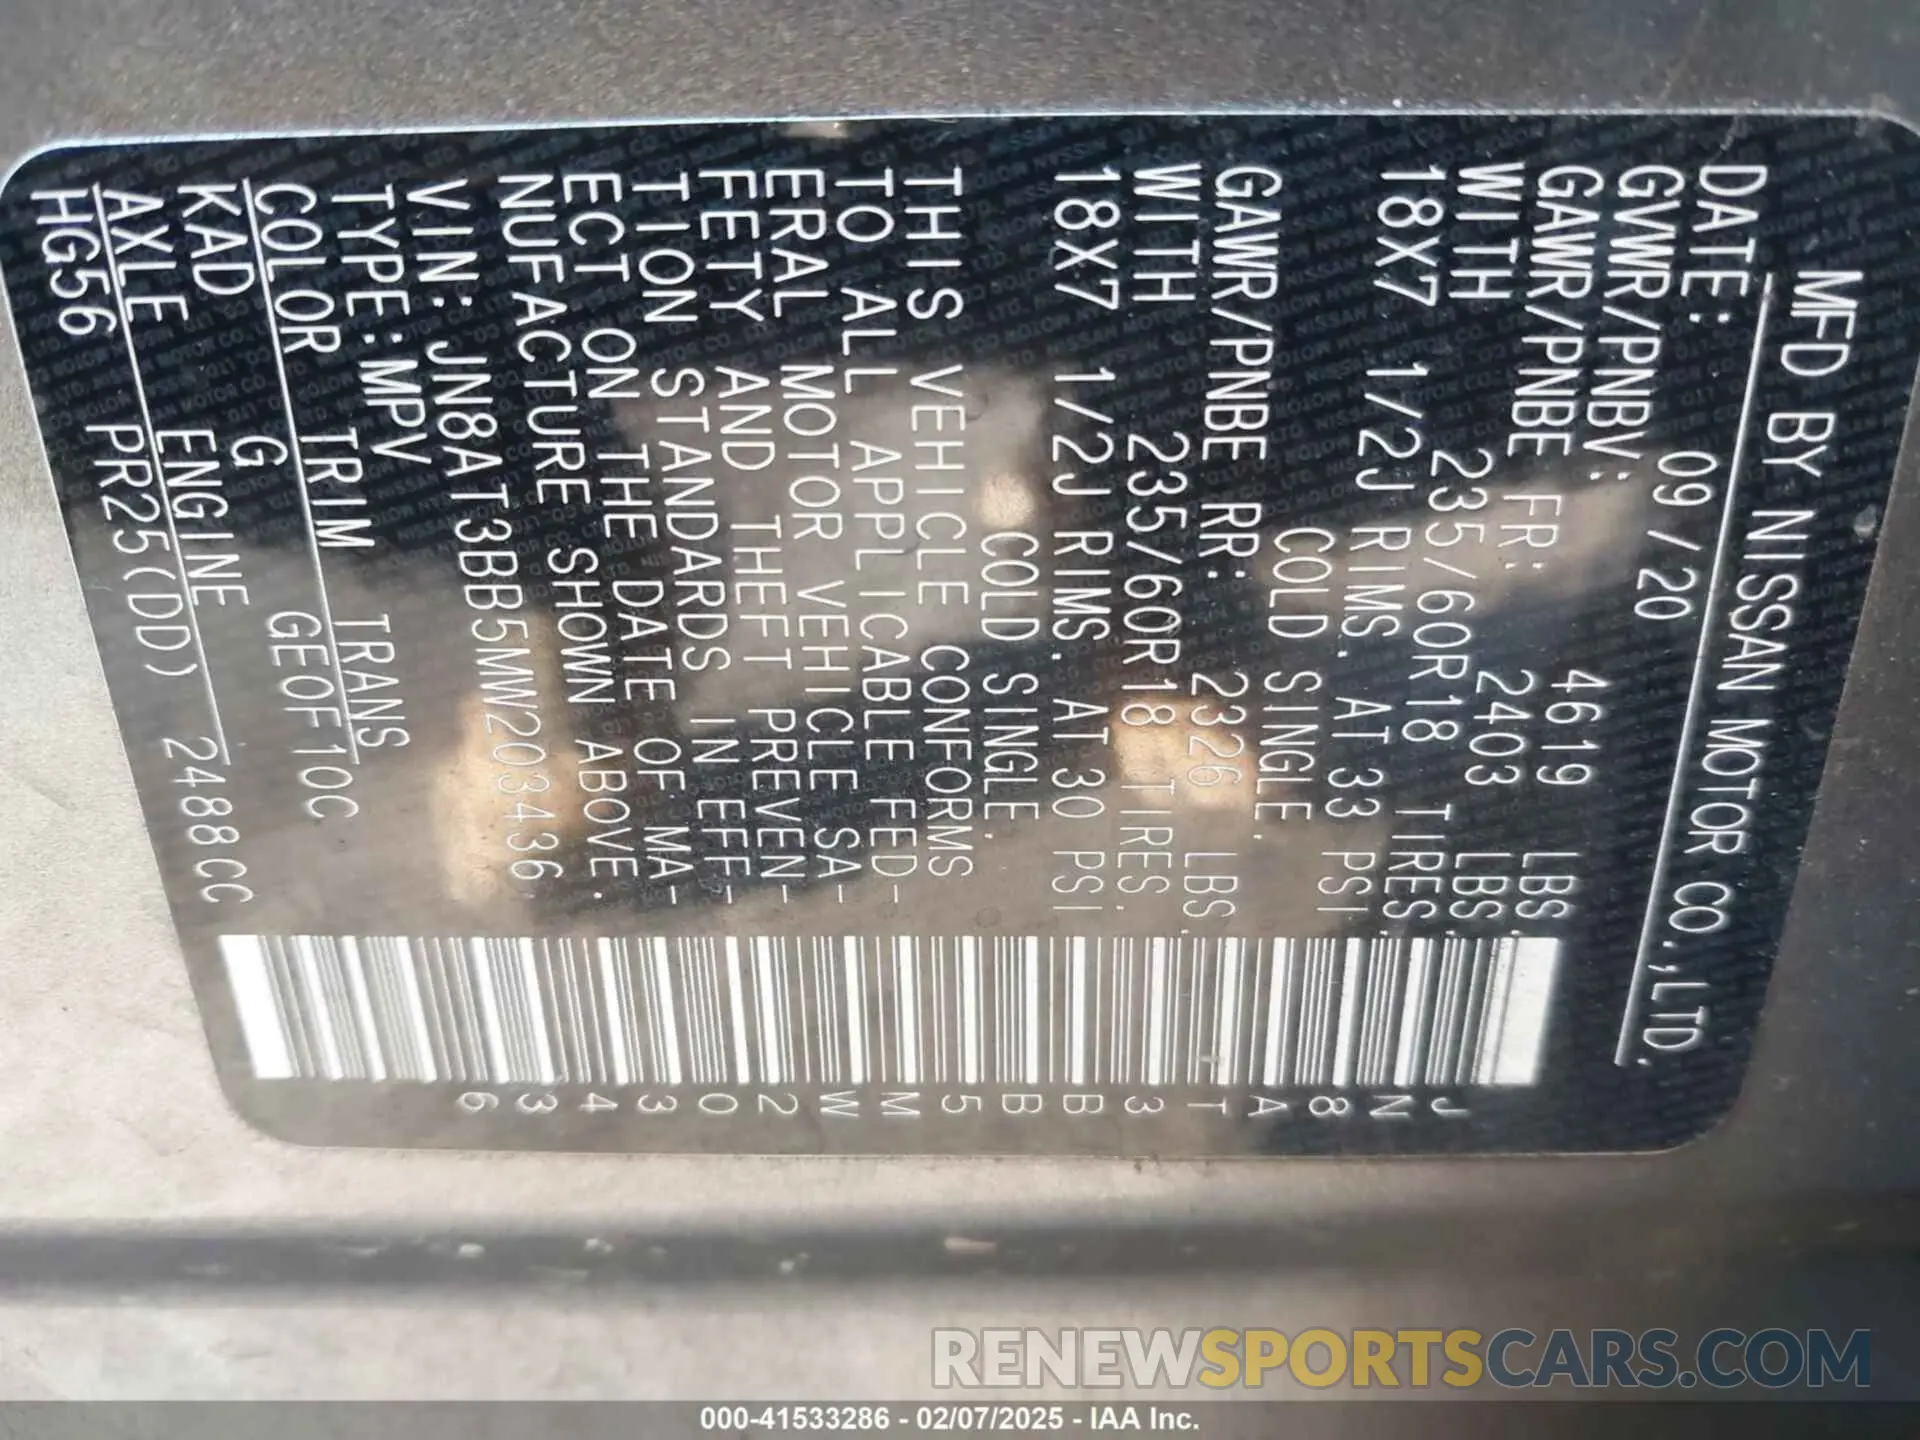 MFD BY NISSAN MOTOR CO.,LTD.
DATE: 09/20
GVWR/PNBV: 4619 LBS.
GAWR/PNBE FR: 2403 LBS.
WITH 235/60R18 TIRES.
18X7 1/2J RIMS. AT 33 PSI
COLD SINGLE.
GAWR/PNBE RR: 2326 LBS.
WITH 235/60R18 TIRES.
18X7 1/2J RIMS. AT 30 PSI
COLD SINGLE.
THIS VEHICLE CONFORMS
TO ALL APPLICABLE FED-
ERAL MOTOR VEHICLE SA-
FETY AND THEFT PREVEN-
TION STANDARDS IN EFF-
ECT ON THE DATE OF MA-
NUFACTURE SHOWN ABOVE.
VIN: JN8AT3BB5MW203436
TYPE:MPV
COLOR TRIM TRANS
KAD G GE0F10C
AXLE ENGINE
HG56 PR25(DD) 2488CC
JN8AT3BB5MW203436
RENEWSPORTSCARS.COM
000-41533286 - 02/07/2025 - IAA Inc.